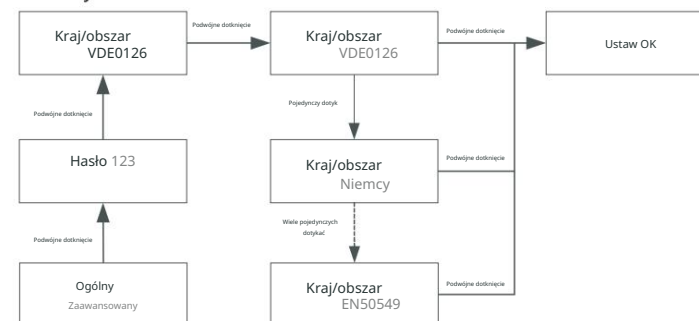 Podwójne dotknięcie
Podwójne dotknięcie
Kraj/obszar
VDE0126
Kraj/obszar
VDE0126
Ustaw OK
Podwójne dotknięcie
Pojedynczy dotyk
Hasło 123
Kraj/obszar
Niemcy
Podwójne dotknięcie
Wiele pojedynczych
dotykać
Podwójne dotknięcie
Ogólny
Zaawansowany
Kraj/obszar
EN50549
Podwójne dotknięcie